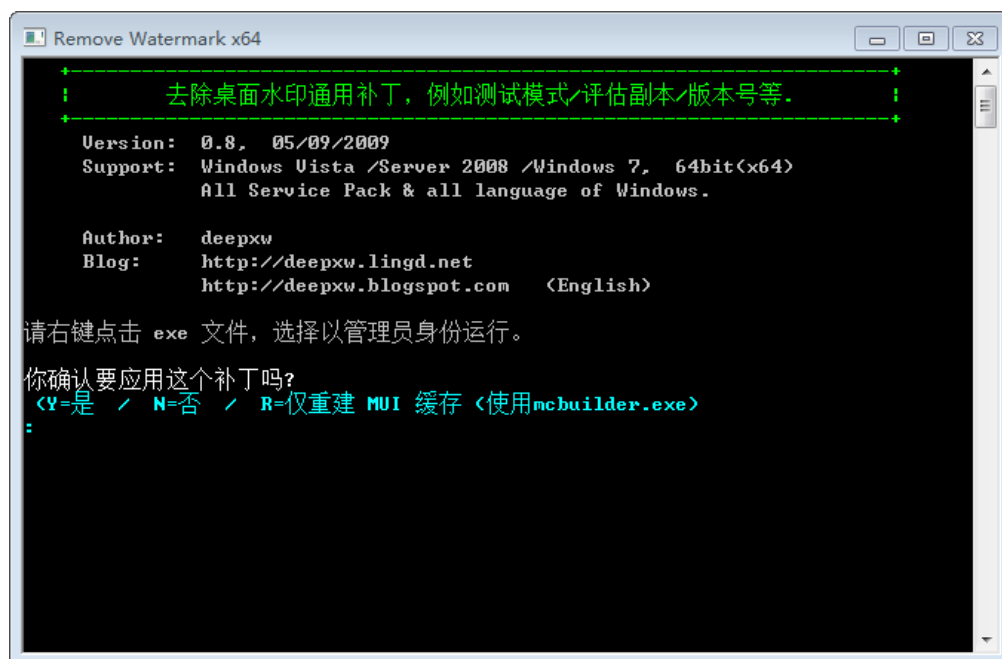 Remove Watermark x64
去除桌面水印通用补丁，例如测试模式/评估副本/版本号等.
Version: 0.8, 05/09/2009
Support: Windows Vista /Server 2008 /Windows 7, 64bit(x64)
All Service Pack & all language of Windows.
Author: deepxw
Blog: http://deepxw.lingd.net
http://deepxw.blogspot.com (English)
请右键点击 exe 文件，选择以管理员身份运行。
你确认要应用这个补丁吗?
(Y=是 / N=否 / R=仅重建 MUI 缓存 (使用mcbuilder.exe)
: